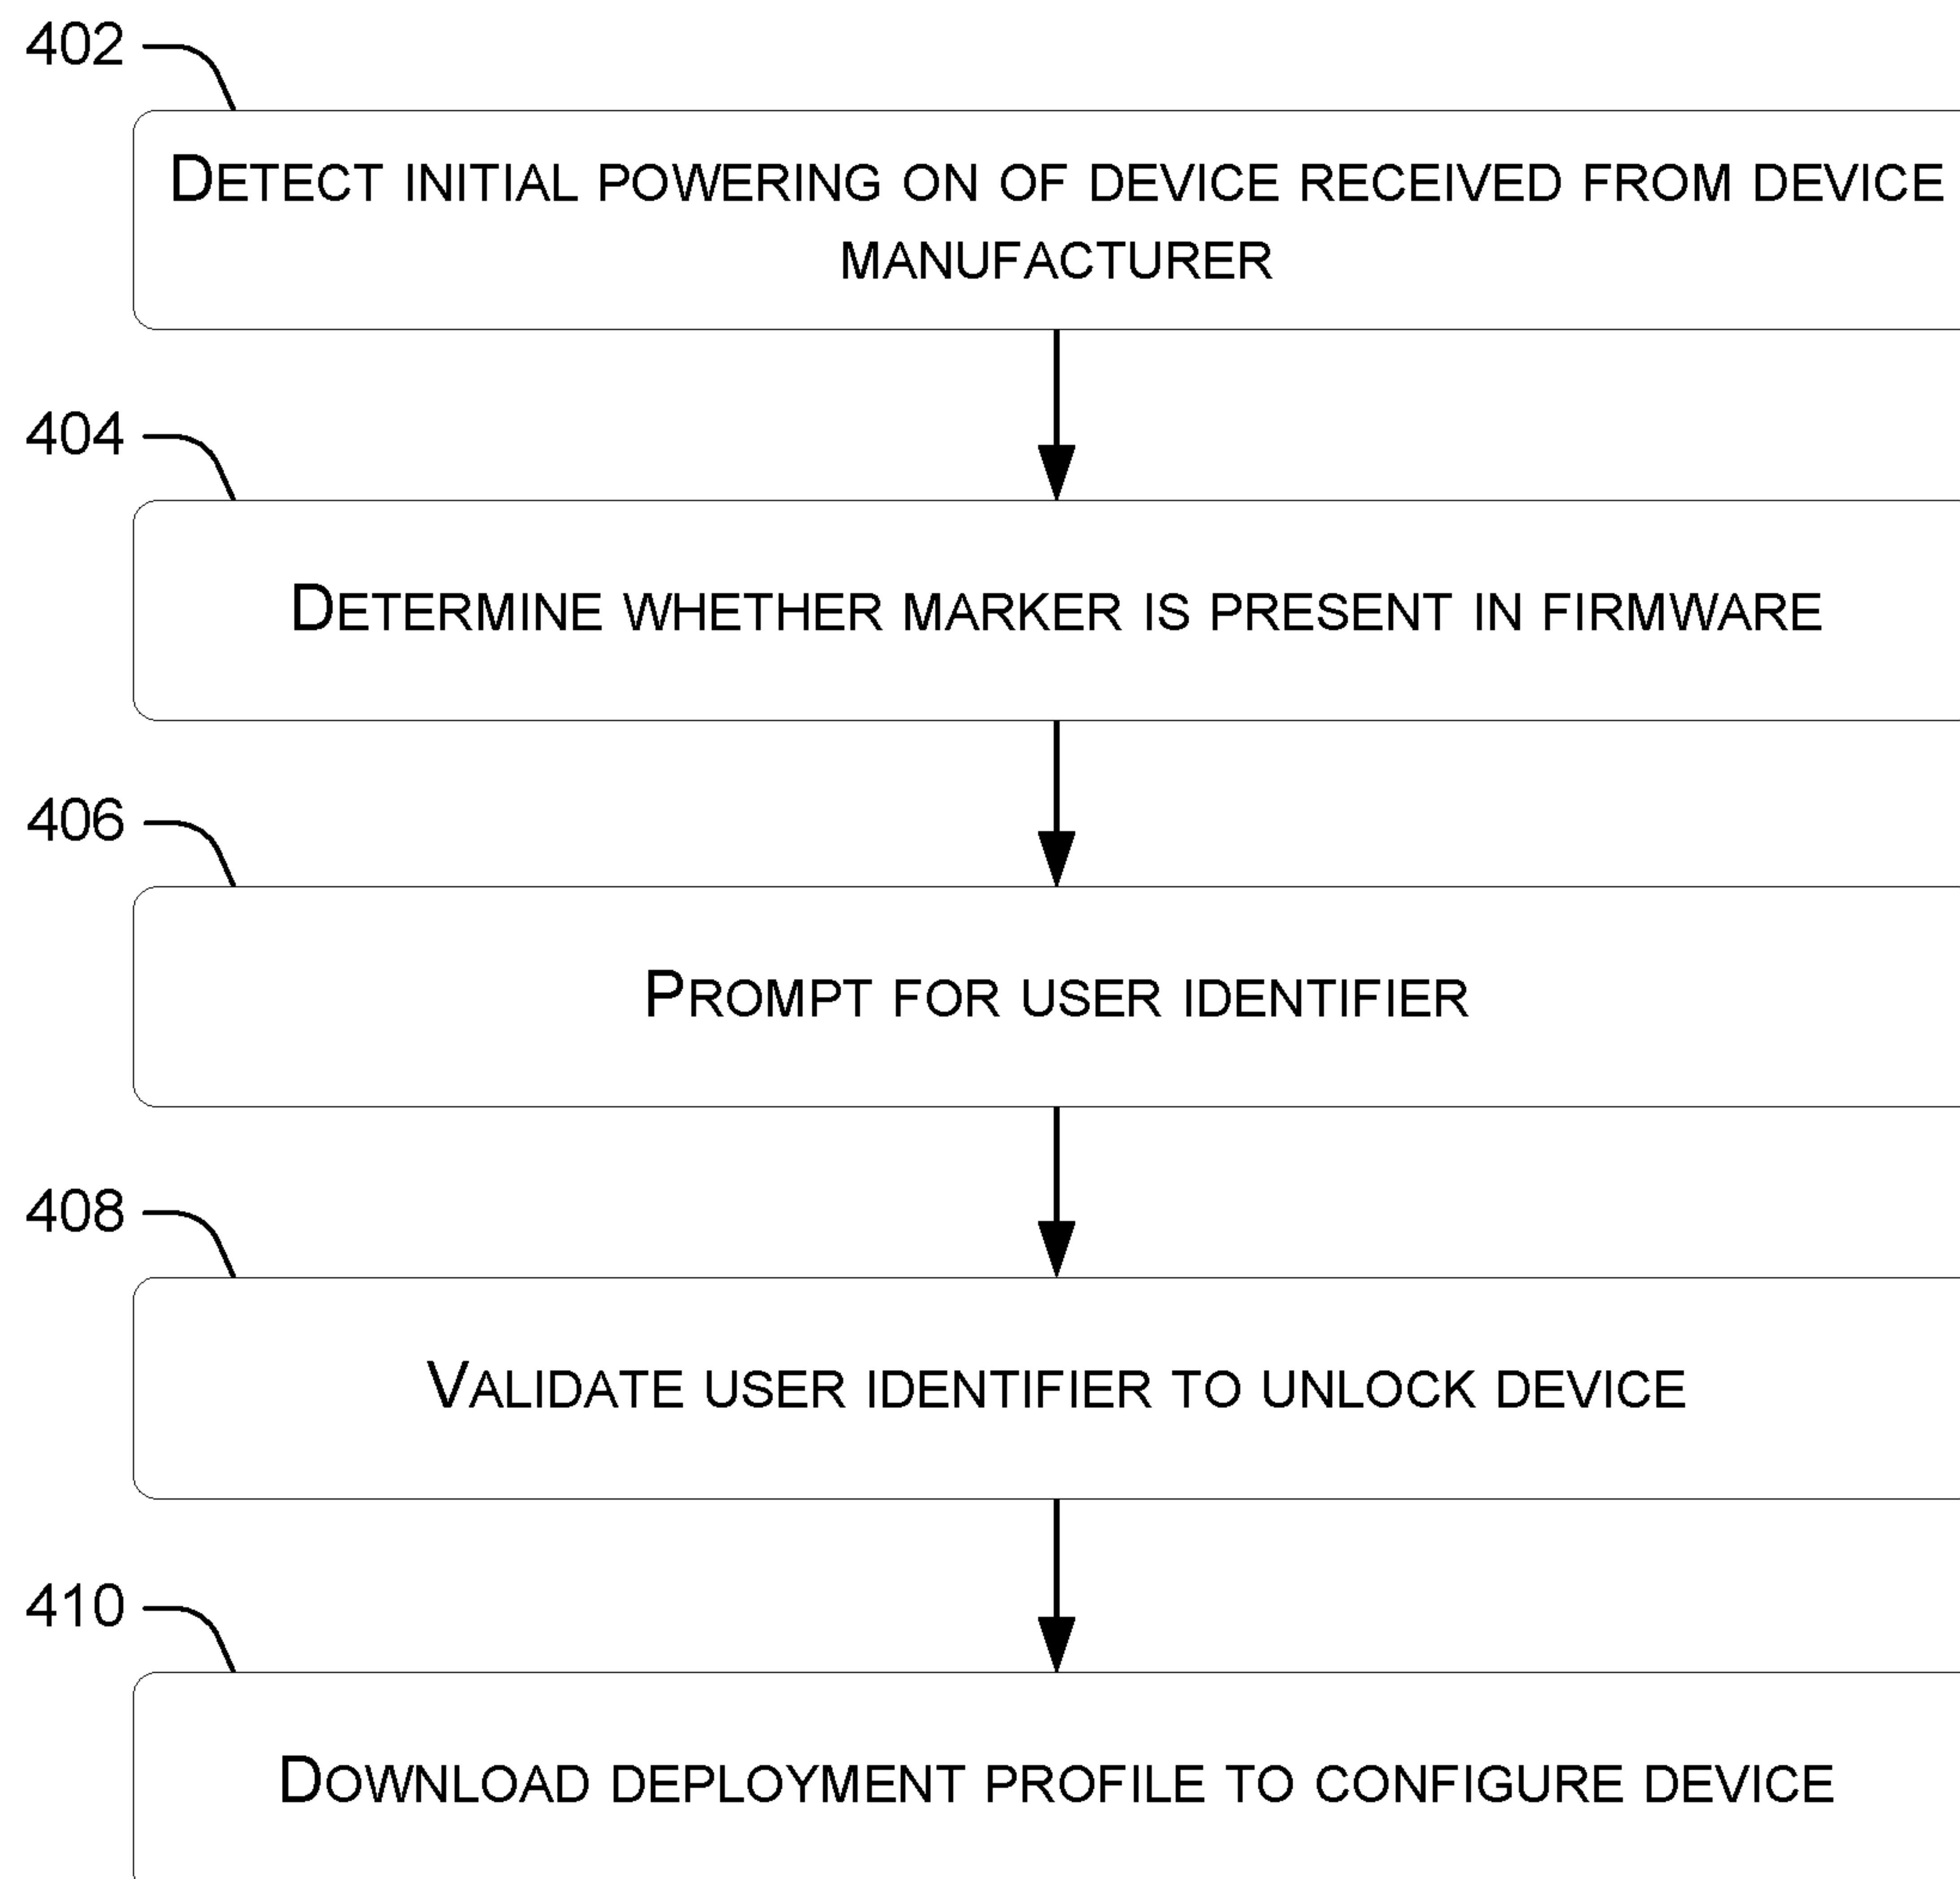 402
DETECT INITIAL POWERING ON OF DEVICE RECEIVED FROM DEVICE
MANUFACTURER
404
DETERMINE WHETHER MARKER IS PRESENT IN FIRMWARE
406
PROMPT FOR USER IDENTIFIER
408
VALIDATE USER IDENTIFIER TO UNLOCK DEVICE
410
DOWNLOAD DEPLOYMENT PROFILE TO CONFIGURE DEVICE